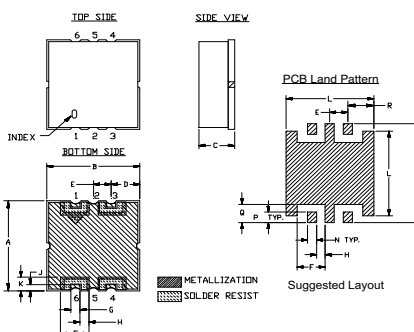 TOP SIDE
SIDE VIEW
6 5 4
1 2 3
INDEX
C
BOTTOM SIDE
B
E D
1 2 3
A
J
K
6 5 4
G
H
F
METALLIZATION
SOLDER RESIST
PCB Land Pattern
L
E R
L
Q
P TYP.
N TYP.
H
F
Suggested Layout